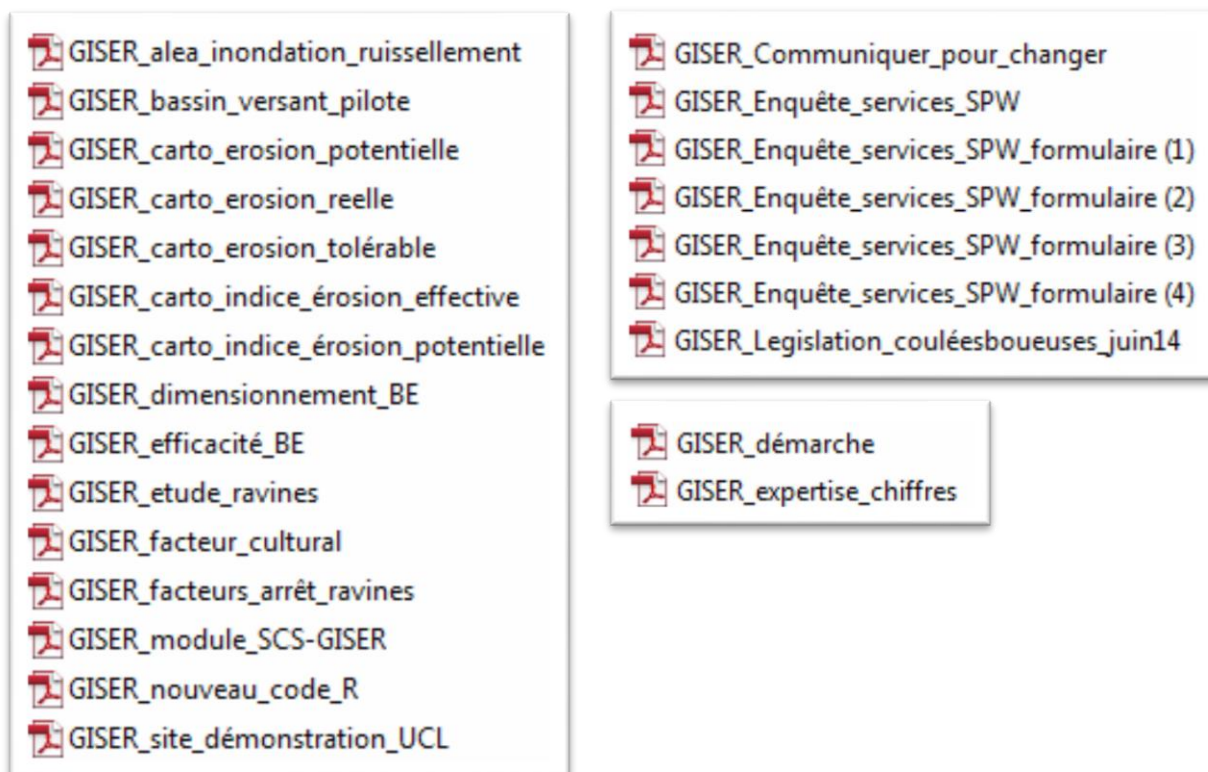 GISER_alea_inondation_ruissellement
GISER_bassin_versant_pilote
GISER_carto_erosion_potentielle
GISER_carto_erosion_reelle
GISER_carto_erosion_tolérable
GISER_carto_indice_érosion_effective
GISER_carto_indice_érosion_potentielle
GISER_dimensionnement_BE
GISER_efficacité_BE
GISER_etude_ravines
GISER_facteur_cultural
GISER_facteurs_arrêt_ravines
GISER_module_SCS-GISER
GISER_nouveau_code_R
GISER_site_démonstration_UCL
GISER_Communiquer_pour_changer
GISER_Enquête_services_SPW
GISER_Enquête_services_SPW_formulaire (1)
GISER_Enquête_services_SPW_formulaire (2)
GISER_Enquête_services_SPW_formulaire (3)
GISER_Enquête_services_SPW_formulaire (4)
GISER_Legislation_couléesboueuses_juin14
GISER_démarche
GISER_expertise_chiffres